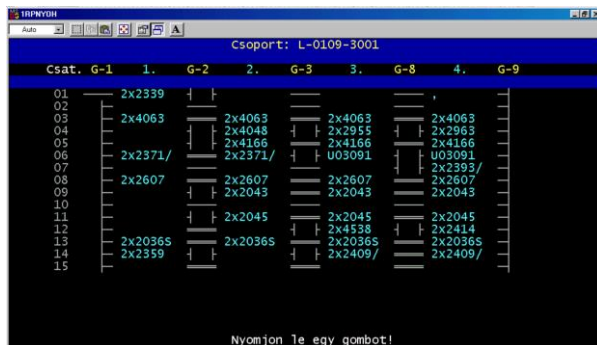 1RPNYOH
Auto A
Csoport: L-0109-3001
Csat. G-1 1. G-2 2. G-3 3. G-8 4. G-9
01 2x2339 ,
02
03 2x4063 2x4063 2x4063 2x4063
04 2x4048 2x2955 2x2963
05 2x4166 2x4166 2x4166
06 2x2371/ 2x2371/ U03091 U03091
07 2x2393/
08 2x2607 2x2607 2x2607 2x2607
09 2x2043 2x2043 2x2043
10
11 2x2045 2x2045 2x2045
12 2x4538 2x2414
13 2x2036S 2x2036S 2x2036S 2x2036S
14 2x2359 2x2409/ 2x2409/
15
Nyomjon le egy gombot!